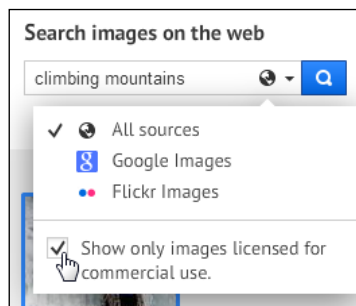 Search images on the web
climbing mountains
All sources
Google Images
Flickr Images
Show only images licensed for
commercial use.